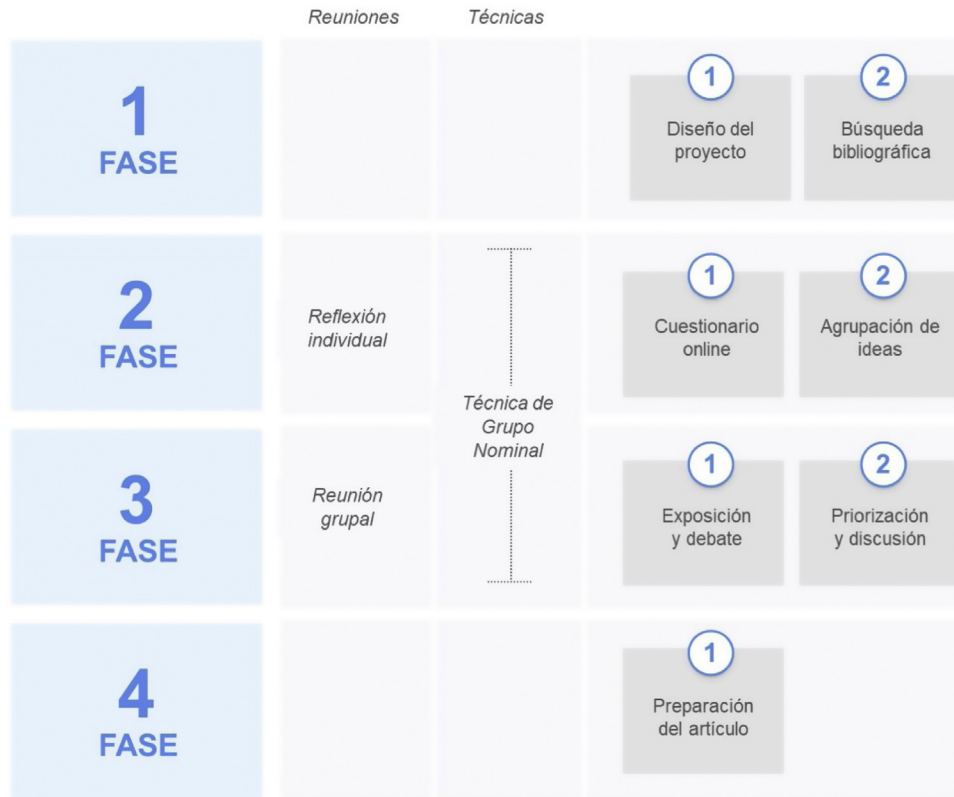 Reuniones Técnicas
1
FASE
1 2
Diseño del
proyecto
Búsqueda
bibliográfica
2
FASE
Reflexión
individual
1 2
Cuestionario
online
Agrupación de
ideas
Técnica de
Grupo
Nominal
3
FASE
Reunión
grupal
1 2
Exposición
y debate
Priorización
y discusión
4
FASE
1
Preparación
del artículo